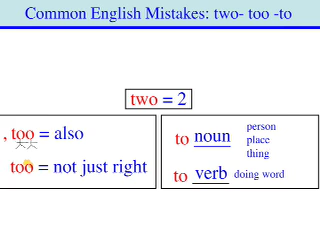 Common English Mistakes: two- too -to
two = 2
, too = also
too = not just right
to noun
person
place
thing
to verb doing word